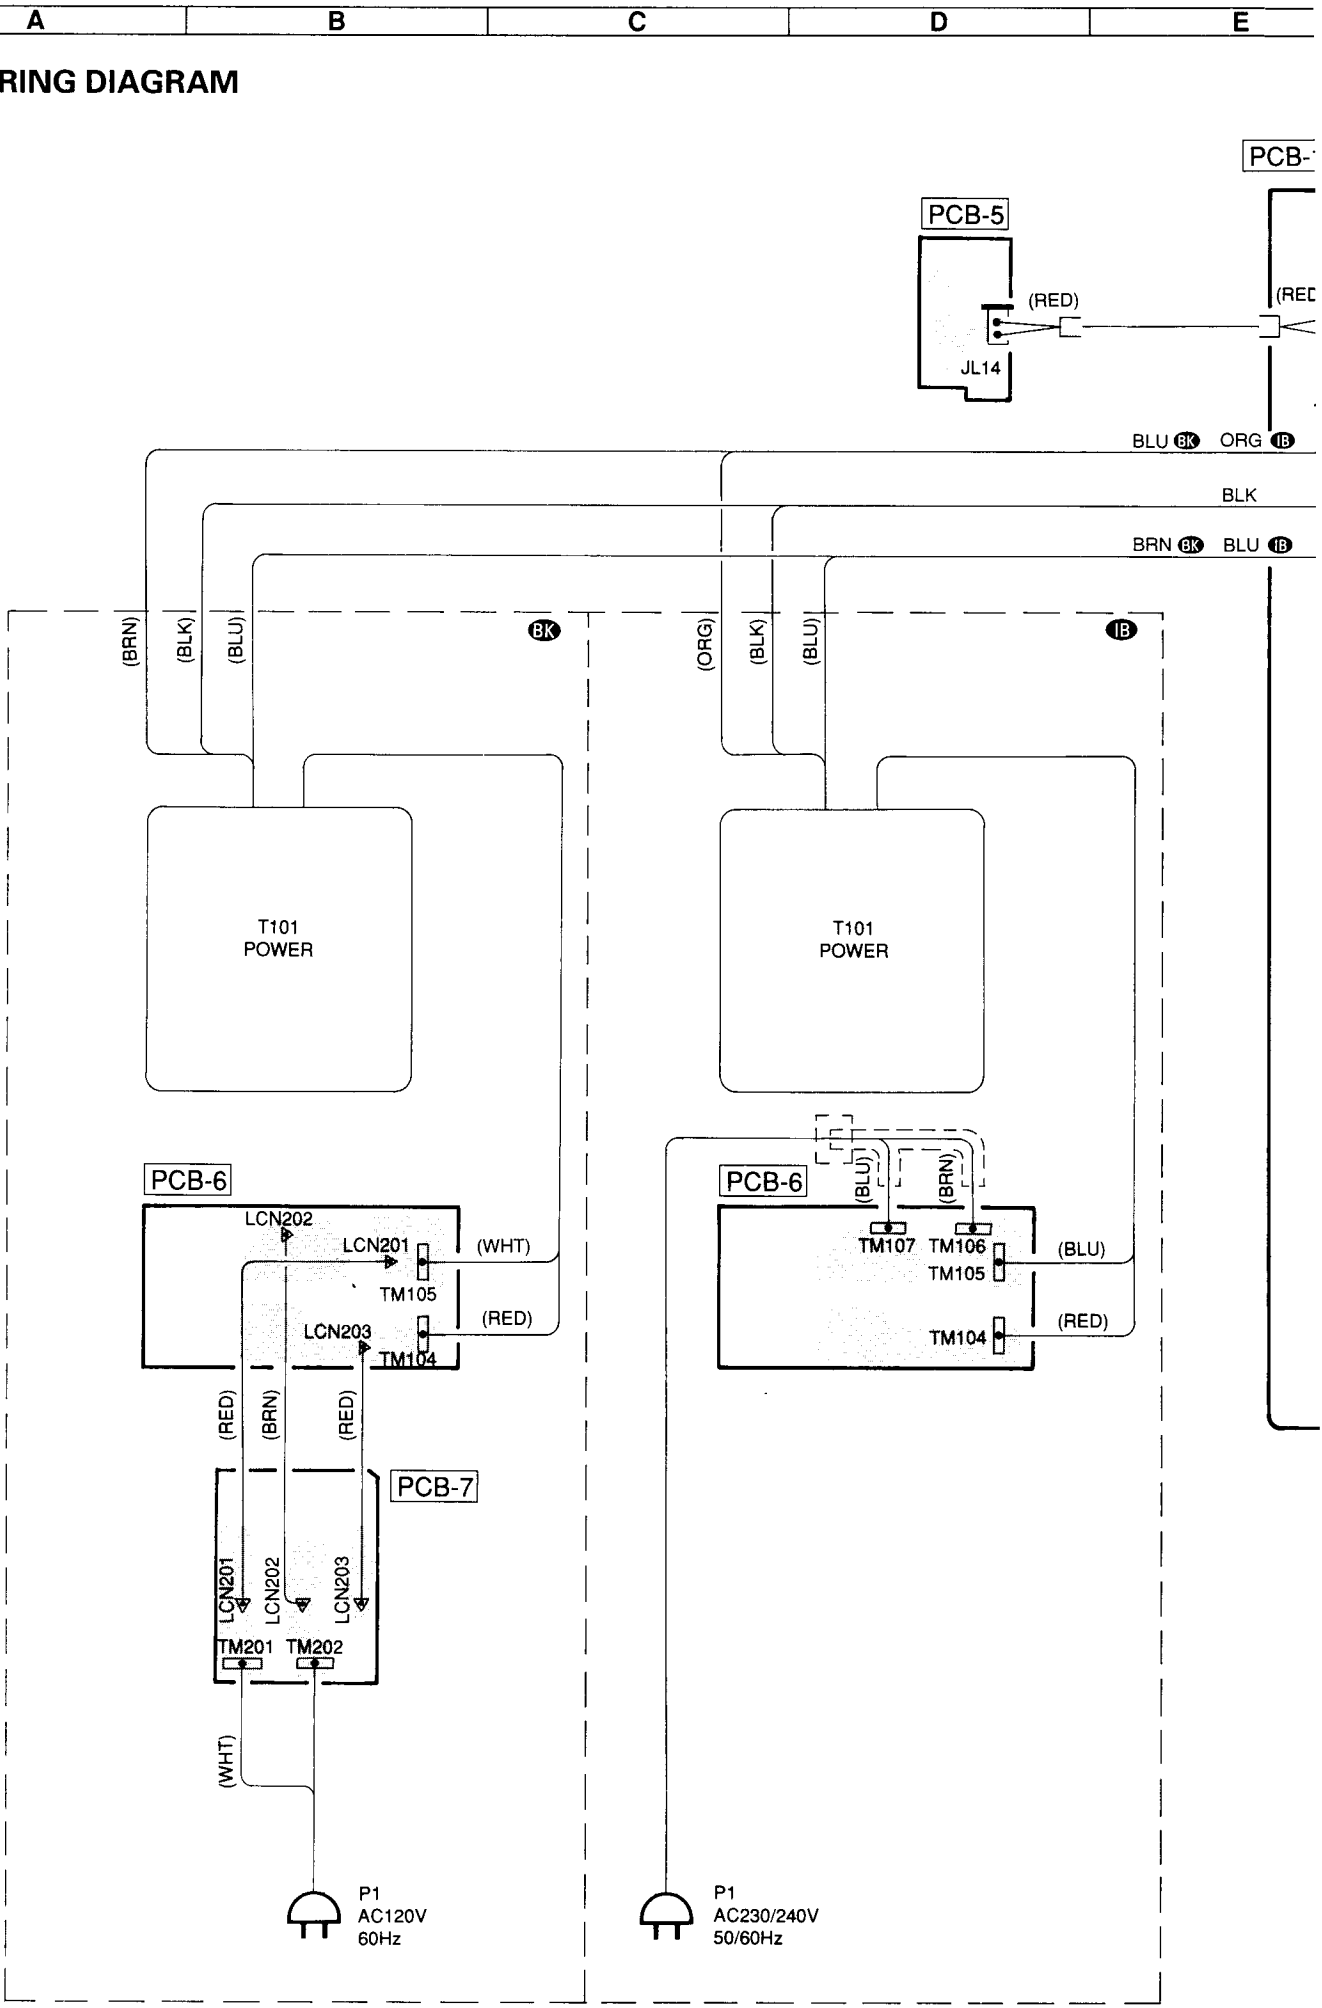 A B C D E
RING DIAGRAM
PCB-
PCB-5
(RED) (RED
JL14
BLU BK ORG IB
BLK
BRN BK BLU IB
(BRN) (BLK) (BLU) BK (ORG) (BLK) (BLU) IB
T101
POWER
T101
POWER
PCB-6
LCN202
LCN201 (WHT)
TM105
LCN203 (RED)
TM104
PCB-6
(BLU) (BRN)
TM107 TM106 (BLU)
TM105
TM104 (RED)
(RED) (BRN) (RED)
PCB-7
LCN201 LCN202 LCN203
TM201 TM202
(WHT)
P1
AC120V
60Hz
P1
AC230/240V
50/60Hz